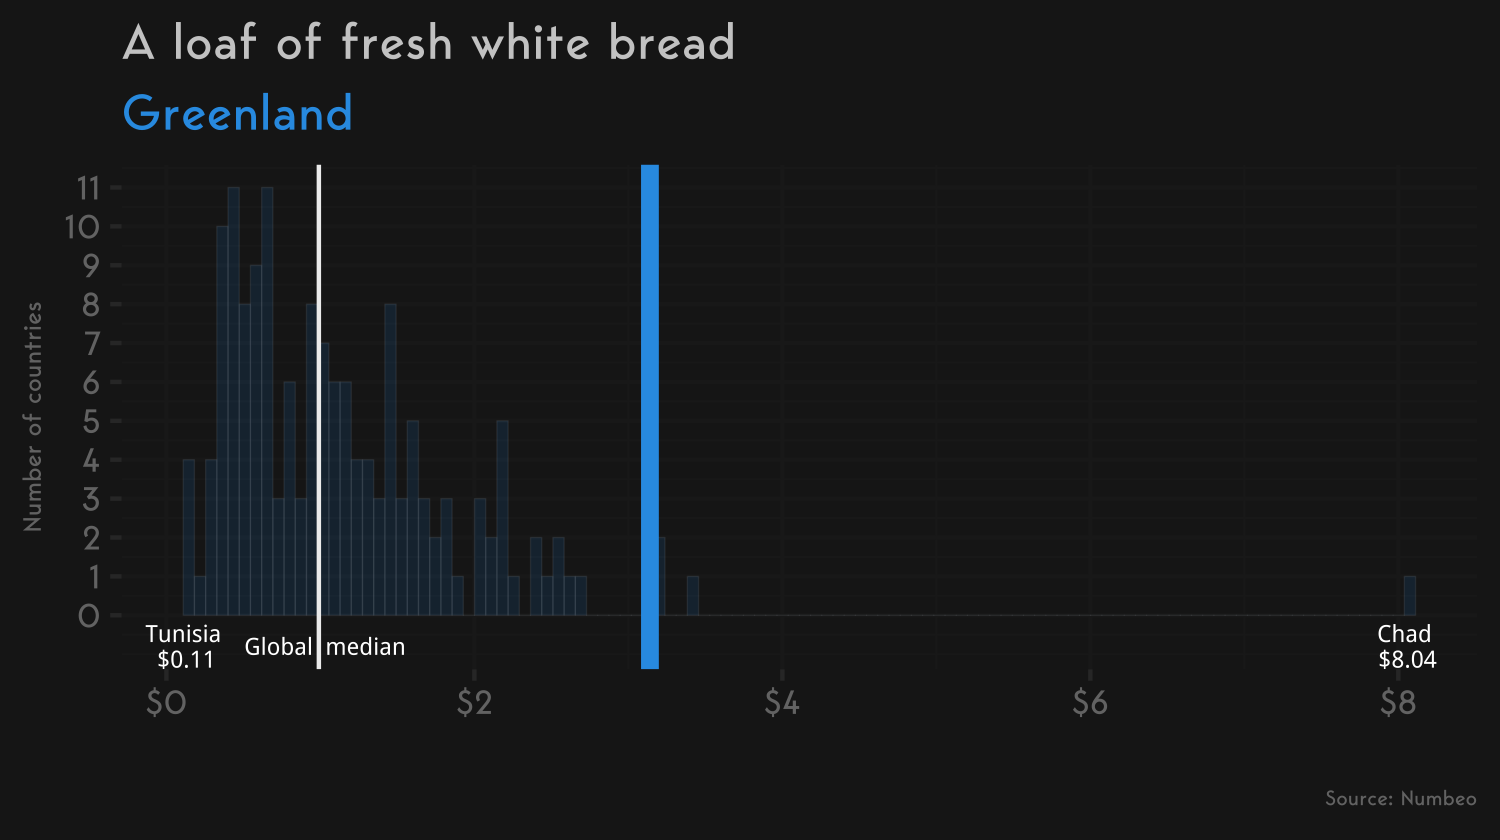 A loaf of fresh white bread
Greenland
Number of countries
11
10
9
8
7
6
5
4
3
2
1
0
Tunisia
$0.11
Global median
Chad
$8.04
$0 $2 $4 $6 $8
Source: Numbeo